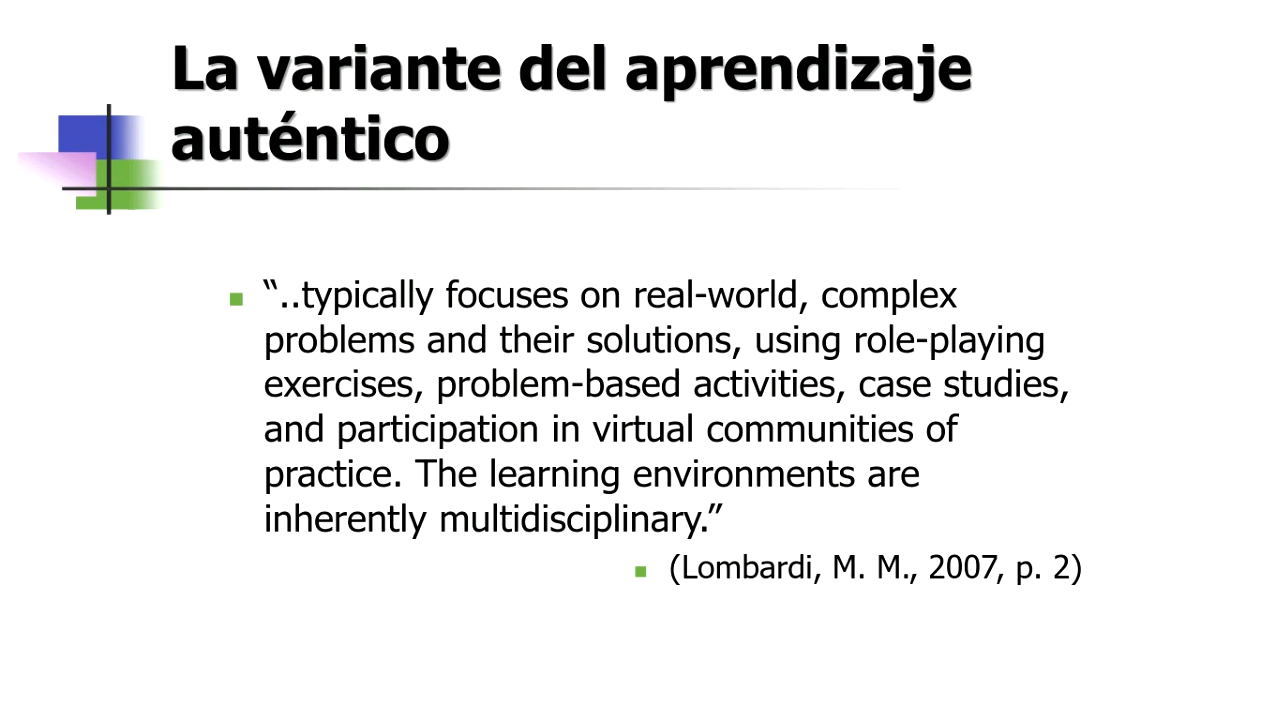 La variante del aprendizaje
auténtico
“..typically focuses on real-world, complex
problems and their solutions, using role-playing
exercises, problem-based activities, case studies,
and participation in virtual communities of
practice. The learning environments are
inherently multidisciplinary.”
(Lombardi, M. M., 2007, p. 2)